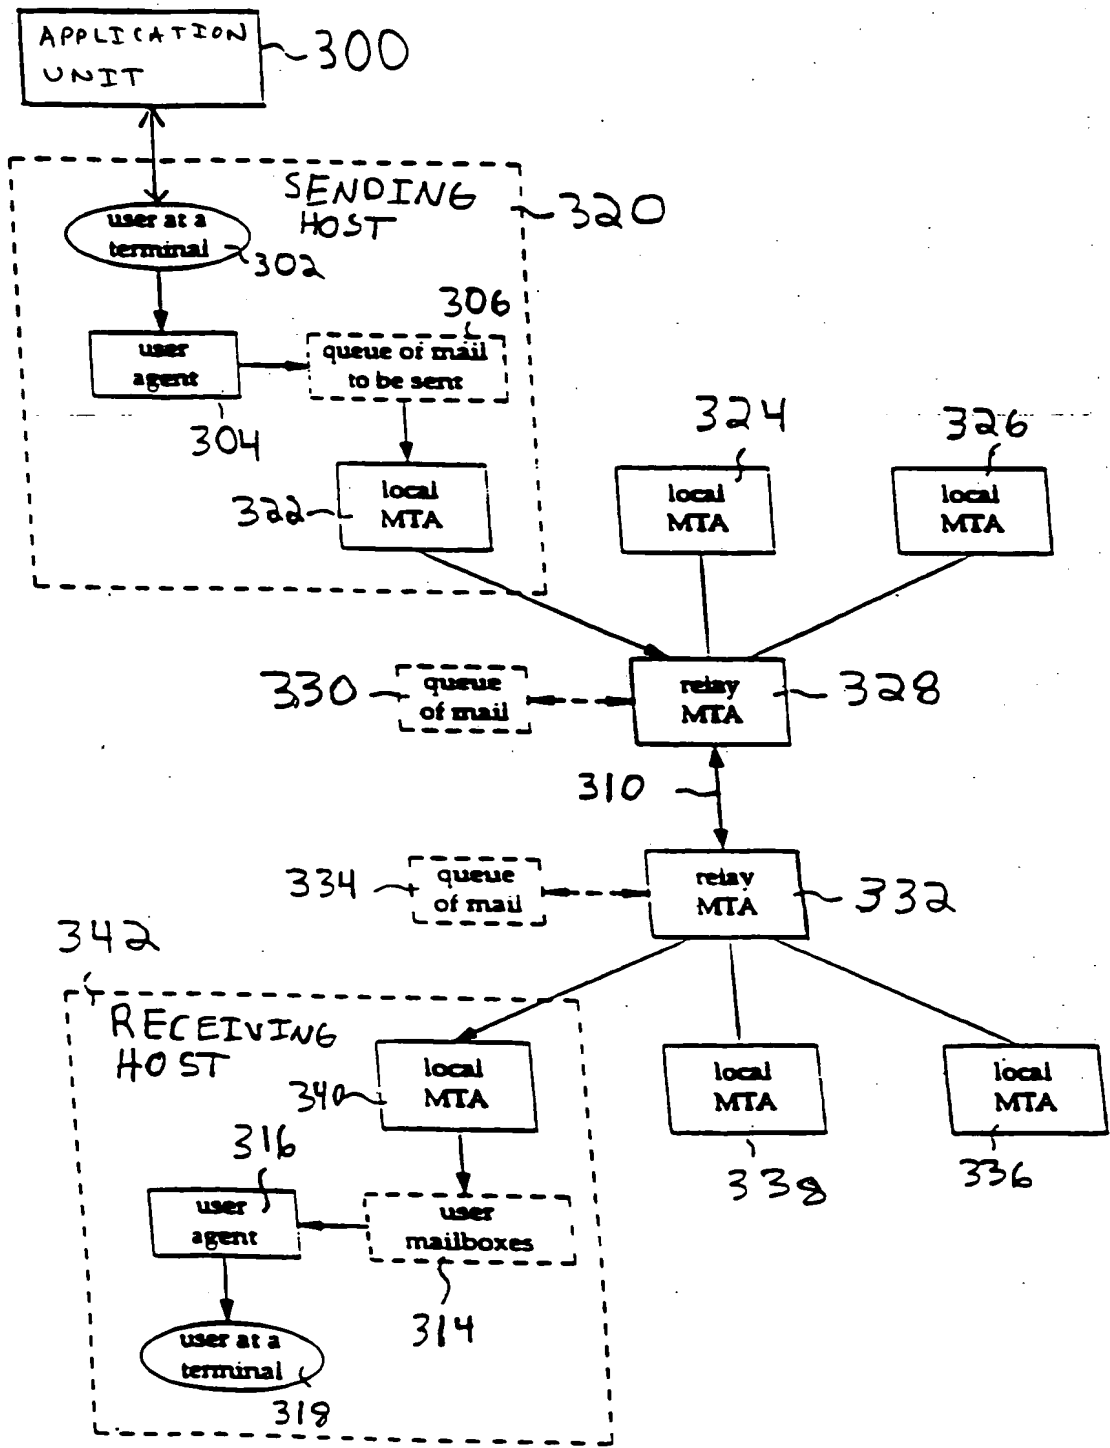 APPLICATION
UNIT
300
SENDING
HOST
320
user at a
terminal
302
306
user
agent
queue of mail
to be sent
304
324
326
322
local
MTA
local
MTA
local
MTA
330
queue
of mail
relay
MTA
328
310
334
queue
of mail
relay
MTA
332
342
RECEIVING
HOST
340
local
MTA
local
MTA
local
MTA
316
338
336
user
agent
user
mailboxes
314
user at a
terminal
318